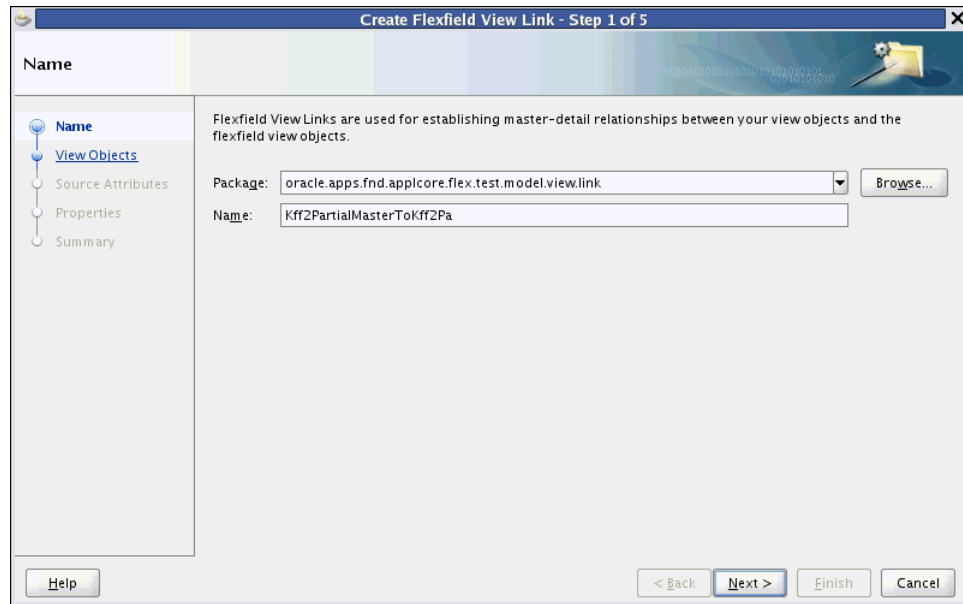 Create Flexfield View Link - Step 1 of 5
Name
Name
View Objects
Source Attributes
Properties
Summary
Flexfield View Links are used for establishing master-detail relationships between your view objects and the
flexfield view objects.
Package: oracle.apps.fnd.applcore.flex.test.model.view.link Browse...
Name: Kff2PartialMasterToKff2Pa
Help < Back Next > Finish Cancel